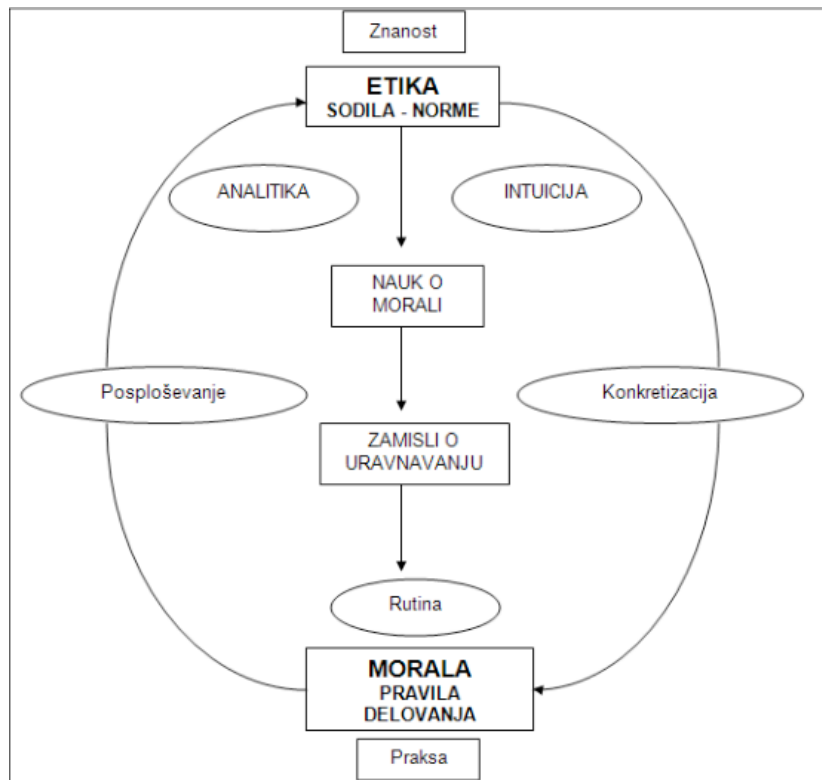 Znanost
ETIKA
SODILA - NORME
ANALITIKA
INTUICIJA
NAUK O
MORALI
Posploševanje
Konkretizacija
ZAMISLI O
URAVNAVANJU
Rutina
MORALA
PRAVILA
DELOVANJA
Praksa